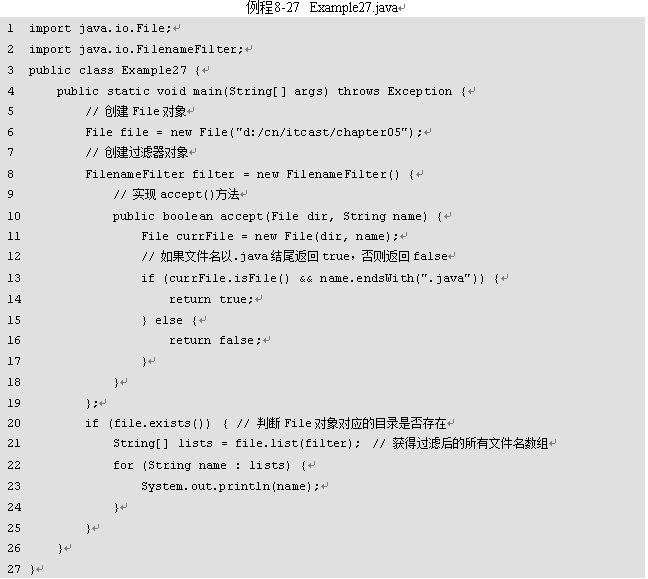 例程8-27 Example27.java
1 import java.io.File;
2 import java.io.FilenameFilter;
3 public class Example27 {
4     public static void main(String[] args) throws Exception {
5         // 创建 File 对象
6         File file = new File("d:/cn/itcast/chapter05");
7         // 创建过滤器对象
8         FilenameFilter filter = new FilenameFilter() {
9             // 实现 accept()方法
10             public boolean accept(File dir, String name) {
11                 File currFile = new File(dir, name);
12                 // 如果文件名以.java 结尾返回 true，否则返回 false
13                 if (currFile.isFile() && name.endsWith(".java")) {
14                     return true;
15                 } else {
16                     return false;
17                 }
18             }
19         };
20         if (file.exists()) { // 判断 File 对象对应的目录是否存在
21             String[] lists = file.list(filter); // 获得过滤后的所有文件名数组
22             for (String name : lists) {
23                 System.out.println(name);
24             }
25         }
26     }
27 }